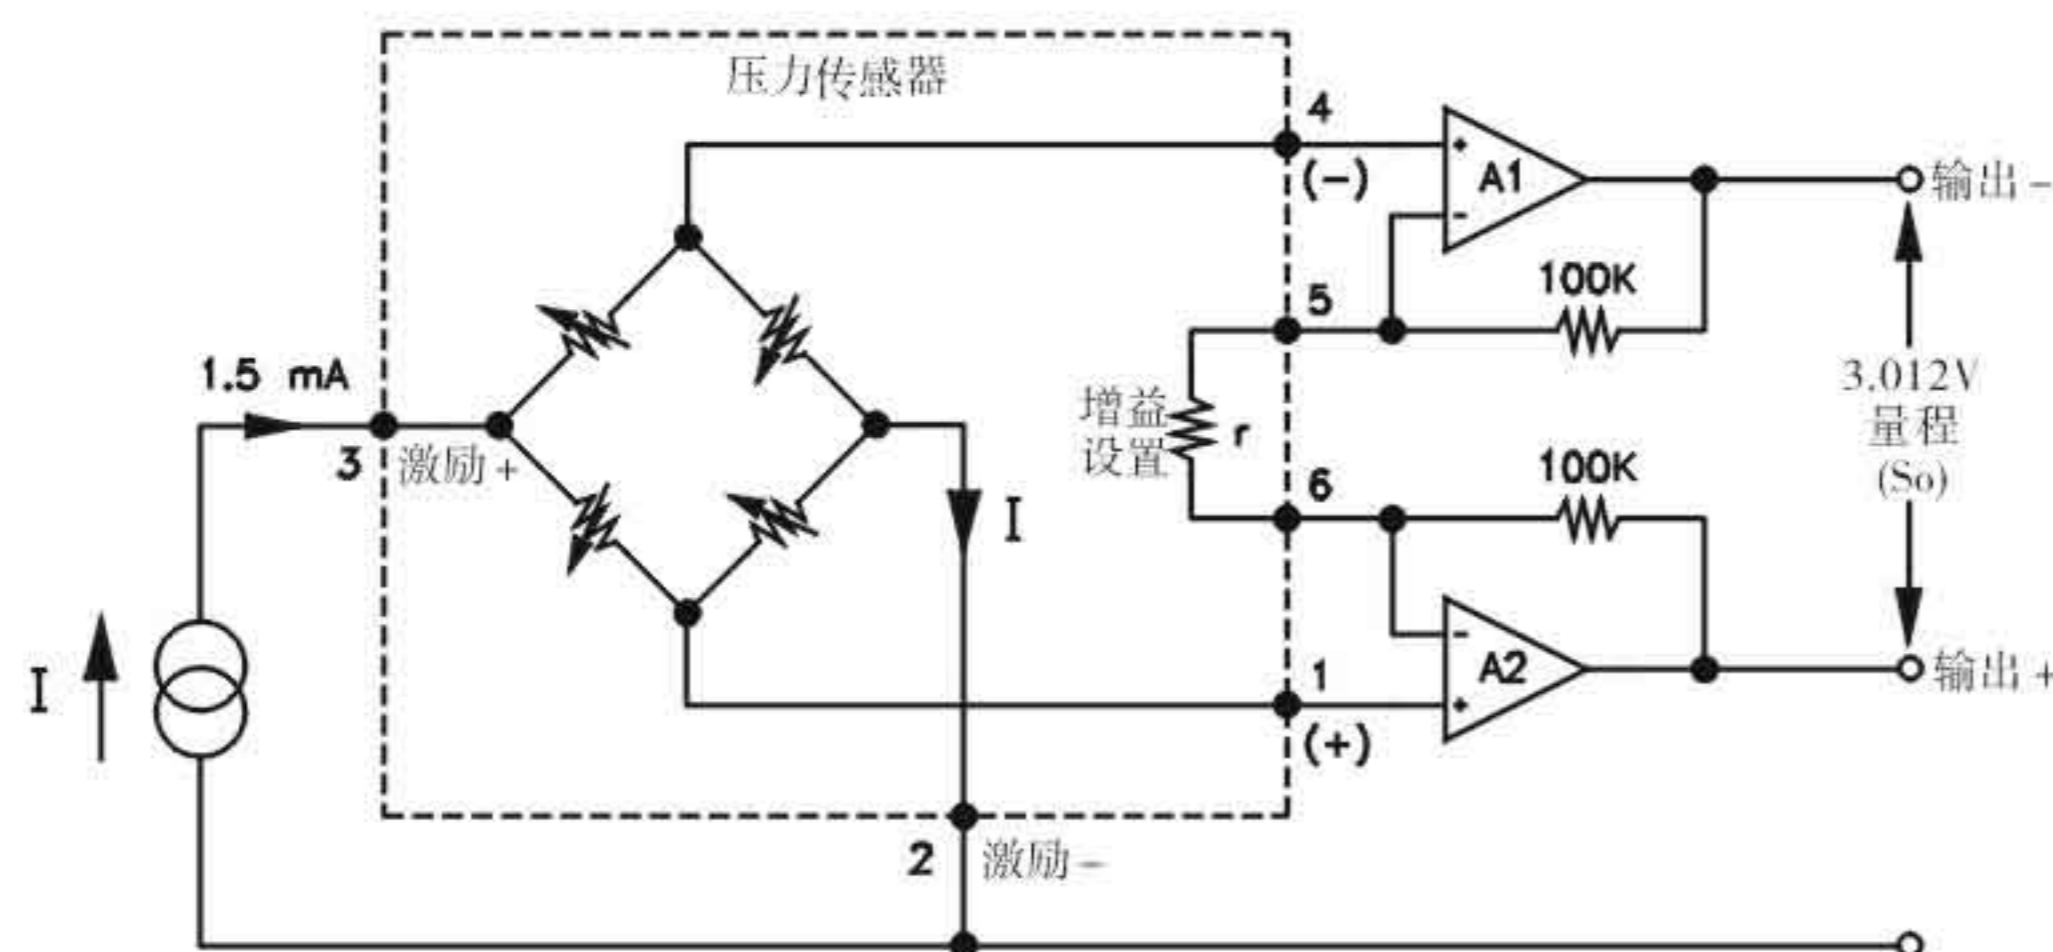 压力传感器
4
(-)
+
A1
-
输出-
5
100K
1.5 mA
3
激励+
增益
设置
r
3.012V
量程
(So)
6
100K
I
I
1
(+)
-
A2
+
输出+
2
激励-